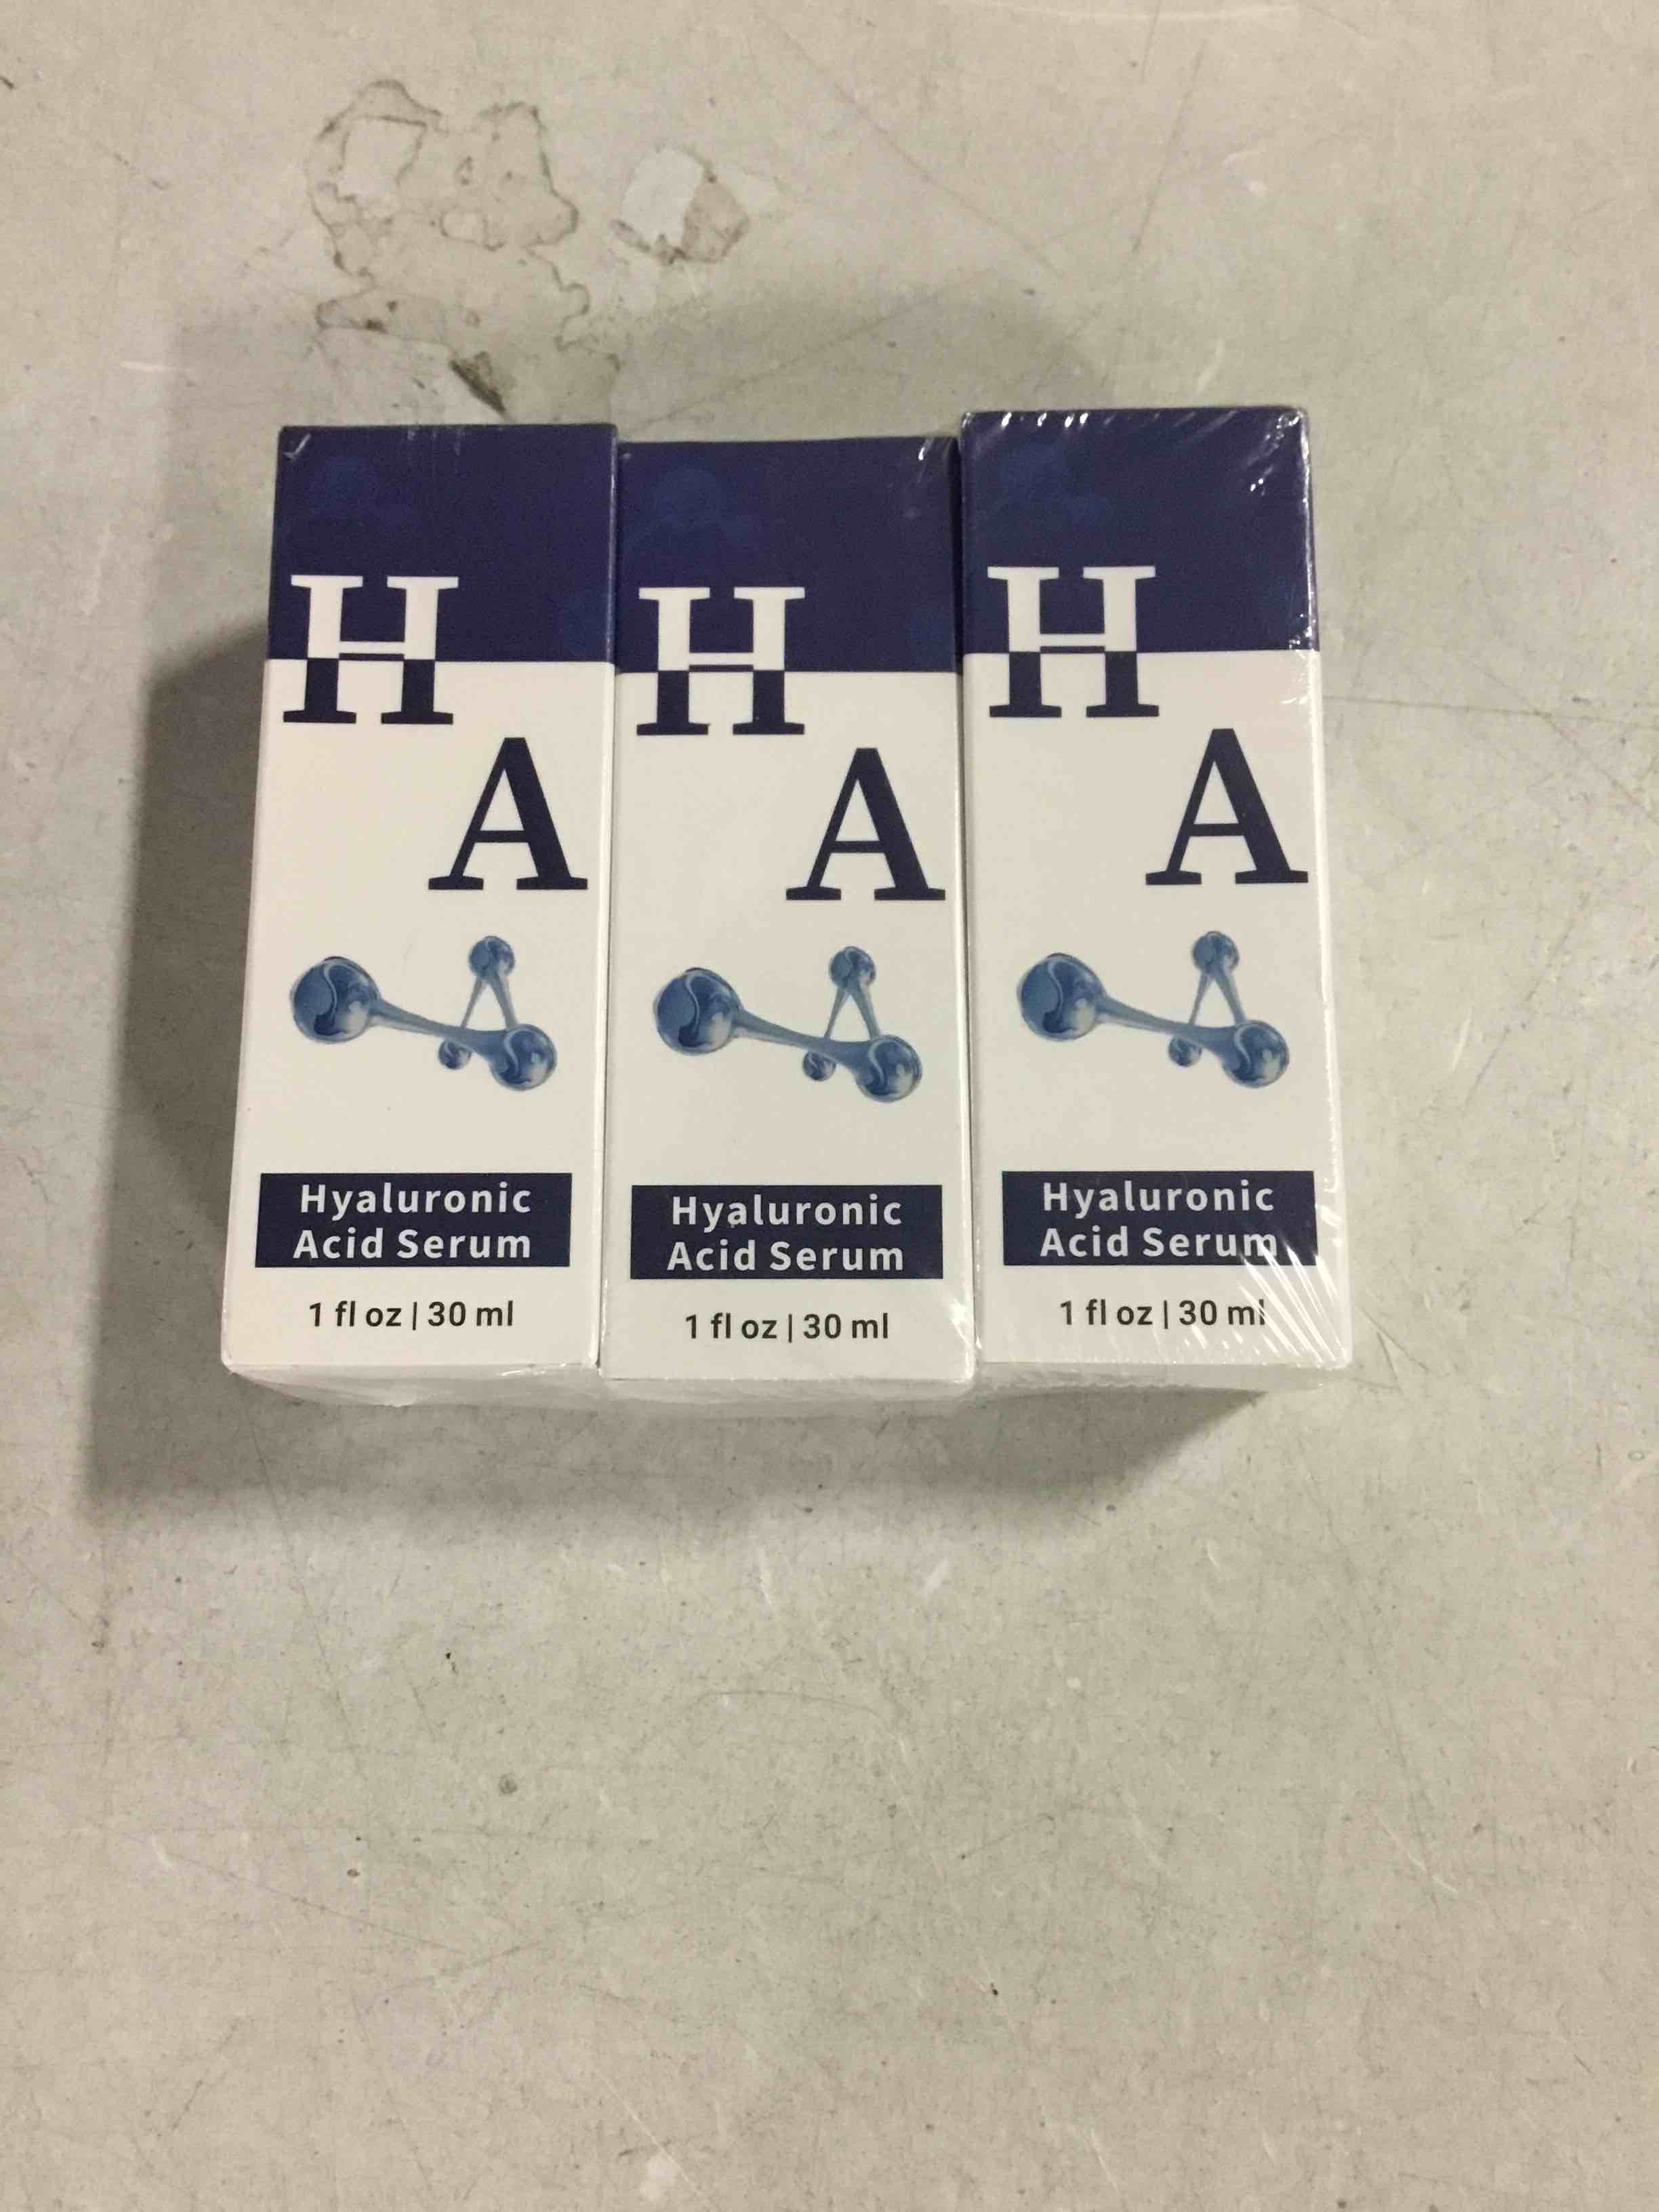 H
A
Hyaluronic
Acid Serum
1 fl oz | 30 ml
H
A
Hyaluronic
Acid Serum
1 fl oz | 30 ml
H
A
Hyaluronic
Acid Serum
1 fl oz | 30 ml